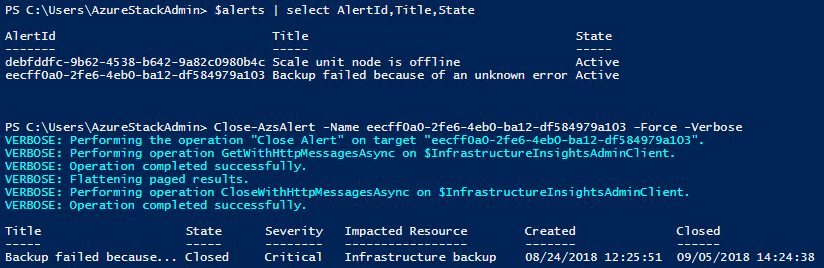 PS C:\Users\AzureStackAdmin> $alerts | select AlertId,Title,State
AlertId Title State
------- ----- -----
debfddfc-9b62-4538-b642-9a82c0980b4c Scale unit node is offline Active
eecff0a0-2fe6-4eb0-ba12-df584979a103 Backup failed because of an unknown error Active
PS C:\Users\AzureStackAdmin> Close-AzsAlert -Name eecff0a0-2fe6-4eb0-ba12-df584979a103 -Force -Verbose
VERBOSE: Performing the operation "Close Alert" on target "eecff0a0-2fe6-4eb0-ba12-df584979a103".
VERBOSE: Performing operation GetWithHttpMessagesAsync on $InfrastructureInsightsAdminClient.
VERBOSE: Operation completed successfully.
VERBOSE: Flattening paged results.
VERBOSE: Performing operation CloseWithHttpMessagesAsync on $InfrastructureInsightsAdminClient.
VERBOSE: Operation completed successfully.
Title State Severity Impacted Resource Created Closed
----- ----- -------- ----------------- ------- ------
Backup failed because... Closed Critical Infrastructure backup 08/24/2018 12:25:51 09/05/2018 14:24:38